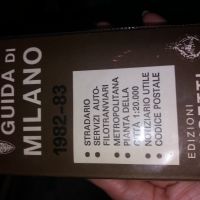 GUIDA DI
MILANO
1982-83
• STRADARIO
• SERVIZI AUTO-
FILOTRANVIARI
• METROPOLITANA
• PIANTA DELLA
CITTÀ 1:20.000
• NOTIZIARIO UTILE
• CODICE POSTALE
EDIZIONI